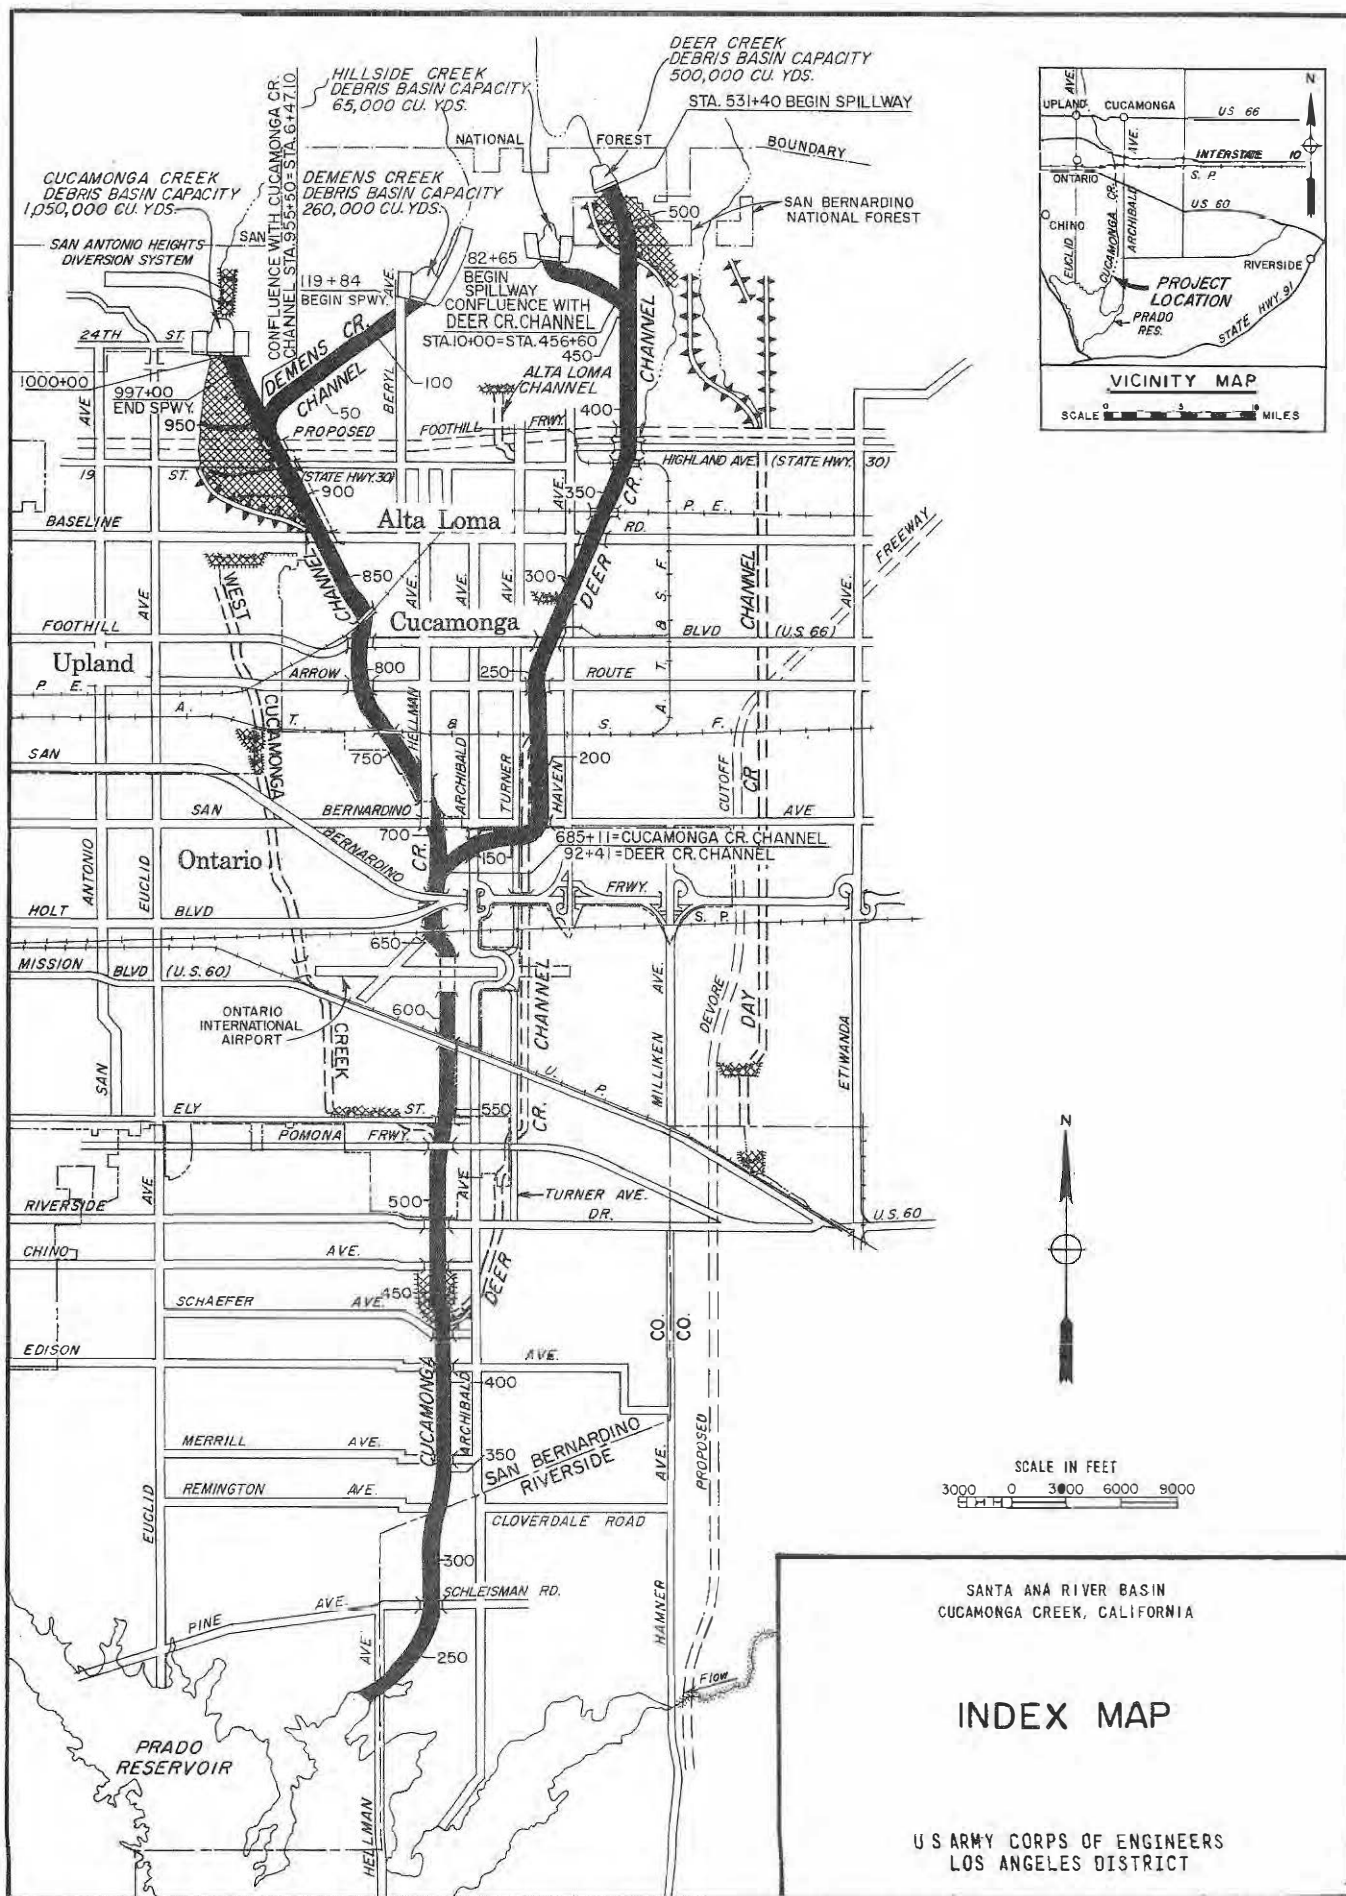 DEER CREEK
DEBRIS BASIN CAPACITY
500,000 CU. YDS.
HILLSIDE CREEK
DEBRIS BASIN CAPACITY
65,000 CU. YDS.
STA. 531+40 BEGIN SPILLWAY
CONFLUENCE WITH CUCAMONGA CR.
CHANNEL STA. 955+50=STA. 6+47.10
NATIONAL FOREST BOUNDARY
CUCAMONGA CREEK
DEBRIS BASIN CAPACITY
1,050,000 CU. YDS.
DEMENS CREEK
DEBRIS BASIN CAPACITY
260,000 CU. YDS.
500
SAN BERNARDINO
NATIONAL FOREST
SAN ANTONIO HEIGHTS
DIVERSION SYSTEM
SAN
82+65
BEGIN
SPILLWAY
CONFLUENCE WITH
DEER CR. CHANNEL
STA. 10+00=STA. 456+60
450
119+84
BEGIN SPWY.
AVE
24TH ST.
DEMENS CR.
CHANNEL
CHANNEL
1000+00
997+00
END SPWY.
950
AVE
BERYL
100
50
ALTA LOMA
CHANNEL
400
PROPOSED FOOTHILL FRWY.
HIGHLAND AVE. (STATE HWY. 30)
19 ST.
(STATE HWY. 30)
900
AVE.
350
CR.
P. E.
BASELINE
Alta Loma
RD.
FREEWAY
CHANNEL
WEST
850
AVE.
AVE.
AVE.
300
DEER
A. T. & S. F.
CHANNEL
AVE.
AVE
FOOTHILL
Cucamonga
BLVD (U.S. 66)
Upland
ARROW
800
250
ROUTE
P. E.
CUCAMONGA
HELLMAN
A. T. & S. F.
SAN
750
ARCHIBALD
TURNER
HAVEN
200
CUTOFF
CR
SAN BERNARDINO AVE
BERNARDINO
700
685+11=CUCAMONGA CR. CHANNEL
150
92+41=DEER CR. CHANNEL
Ontario
CR.
ANTONIO
EUCLID
FRWY.
HOLT BLVD
S. P.
650
MISSION BLVD (U.S. 60)
AVE.
ONTARIO
INTERNATIONAL
AIRPORT
600
CREEK
CHANNEL
DEVORE
DAY
ETIWANDA
MILLIKEN
SAN
U. P.
ELY ST.
550
CR.
POMONA FRWY.
AVE
AVE
500
TURNER AVE.
RIVERSIDE DR.
U.S. 60
CHINO AVE.
450
DEER
SCHAEFER AVE.
CO. CO.
EDISON AVE.
CUCAMONGA
ARCHIBALD
400
MERRILL AVE.
350
SAN BERNARDINO
RIVERSIDE
AVE.
PROPOSED
REMINGTON AVE.
EUCLID
CLOVERDALE ROAD
300
SCHLEISMAN RD.
PINE AVE.
HAMNER
AVE
250
Flow
PRADO
RESERVOIR
HELLMAN
N
UPLAND
AVE.
CUCAMONGA
US 66
AVE.
INTERSTATE 10
S. P.
ONTARIO
US 60
CHINO
EUCLID
CUCAMONGA CR.
ARCHIBALD
RIVERSIDE
PROJECT
LOCATION
PRADO
RES.
STATE HWY. 91
VICINITY MAP
SCALE 0 5 MILES
N
SCALE IN FEET
3000 0 3000 6000 9000
SANTA ANA RIVER BASIN
CUCAMONGA CREEK, CALIFORNIA
INDEX MAP
U S ARMY CORPS OF ENGINEERS
LOS ANGELES DISTRICT